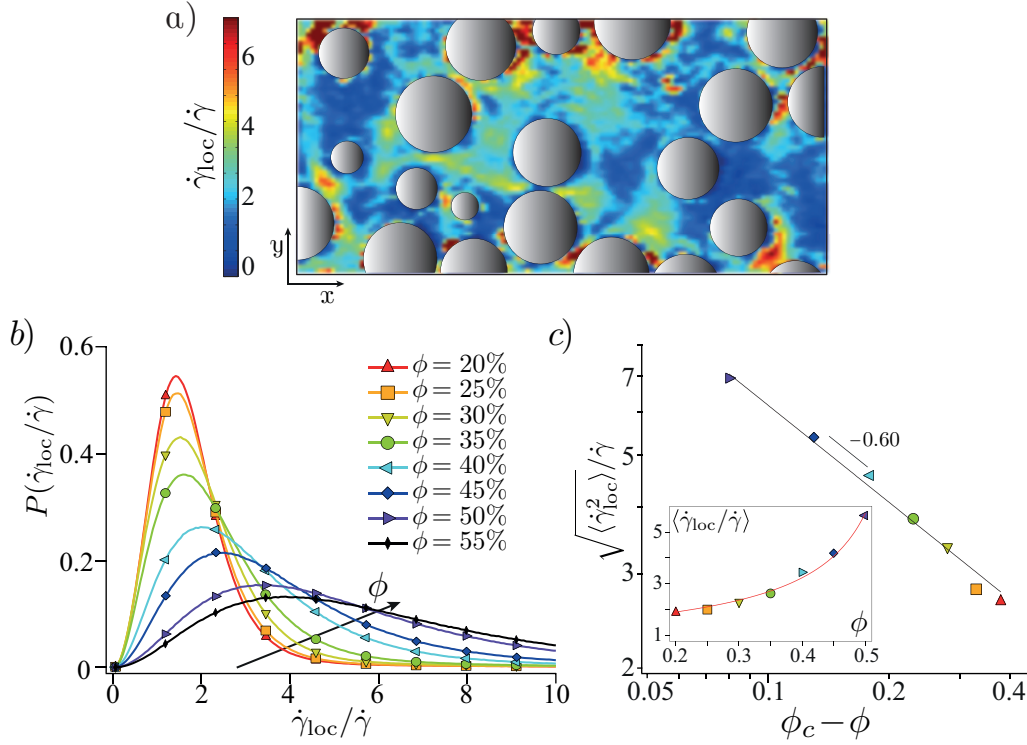 a)
γ̇loc/γ̇
6
4
2
0
y
x
b)
P(γ̇loc/γ̇)
0.6
0.4
0.2
0
0
2
4
6
8
10
γ̇loc/γ̇
ϕ = 20%
ϕ = 25%
ϕ = 30%
ϕ = 35%
ϕ = 40%
ϕ = 45%
ϕ = 50%
ϕ = 55%
ϕ
c)
√⟨γ̇²loc⟩/γ̇
7
5
3
2
−0.60
⟨γ̇loc/γ̇⟩
5
3
1
0.2
0.3
0.4
0.5
ϕ
0.05
0.1
0.2
0.4
ϕc − ϕ